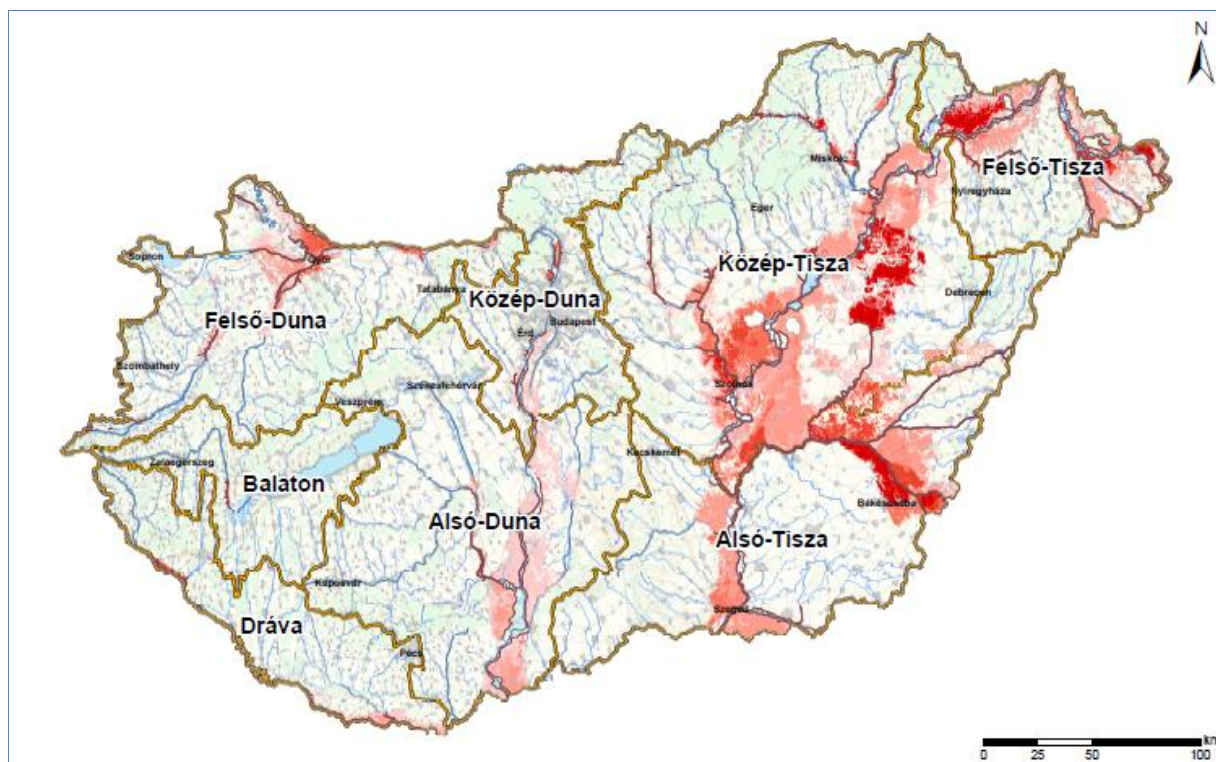 N
Felső-Tisza
Miskolc
Nyíregyháza
Eger
Sopron
Győr
Közép-Tisza
Tatabánya
Közép-Duna
Debrecen
Felső-Duna
Budapest
Érd
Szombathely
Székesfehérvár
Szolnok
Veszprém
Kecskemét
Zalaegerszeg
Balaton
Békéscsaba
Alsó-Duna
Alsó-Tisza
Kaposvár
Szeged
Dráva
Pécs
km
0 25 50 100